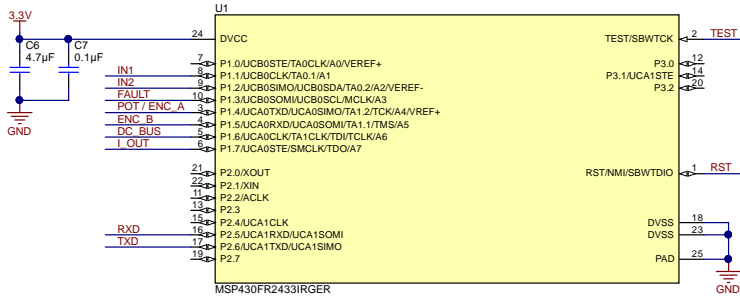 U1
3.3V
24 DVCC
TEST/SBWTCK 2 TEST
C6 C7
4.7µF 0.1µF
7 P1.0/UCB0STE/TA0CLK/A0/VEREF+
P3.0 12
IN1 8 P1.1/UCB0CLK/TA0.1/A1
P3.1/UCA1STE 14
IN2 9 P1.2/UCB0SIMO/UCB0SDA/TA0.2/A2/VEREF-
P3.2 20
FAULT 10 P1.3/UCB0SOMI/UCB0SCL/MCLK/A3
POT / ENC_A 3 P1.4/UCA0TXD/UCA0SIMO/TA1.2/TCK/A4/VREF+
ENC_B 4 P1.5/UCA0RXD/UCA0SOMI/TA1.1/TMS/A5
GND
DC_BUS 5 P1.6/UCA0CLK/TA1CLK/TDI/TCLK/A6
I_OUT 6 P1.7/UCA0STE/SMCLK/TDO/A7
21 P2.0/XOUT
RST/NMI/SBWTDIO 1 RST
22 P2.1/XIN
11 P2.2/ACLK
13 P2.3
15 P2.4/UCA1CLK
DVSS 18
RXD 16 P2.5/UCA1RXD/UCA1SOMI
DVSS 23
TXD 17 P2.6/UCA1TXD/UCA1SIMO
19 P2.7
PAD 25
GND
MSP430FR2433IRGER